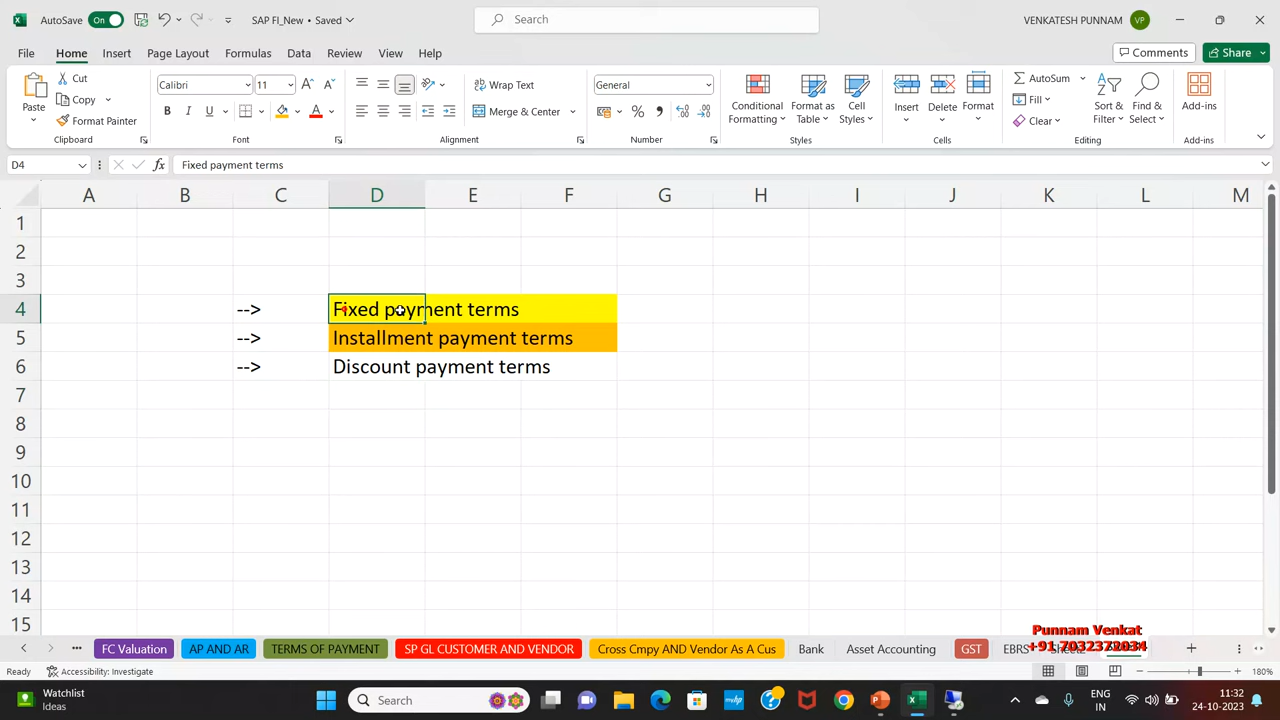 AutoSave On SAP FI_New • Saved Search VENKATESH PUNNAM VP
File Home Insert Page Layout Formulas Data Review View Help Comments Share
Paste Cut Copy Format Painter Clipboard
Calibri 11 B I U A Font
Wrap Text Merge & Center Alignment
General % , Number
Conditional Formatting Format as Table Cell Styles Styles
Insert Delete Format Cells
AutoSum Fill Clear Sort & Filter Find & Select Editing
Add-ins Add-ins
D4 fx Fixed payment terms
A B C D E F G H I J K L M
1
2
3
4 --> Fixed payment terms
5 --> Installment payment terms
6 --> Discount payment terms
7
8
9
10
11
12
13
14
15
Punnam Venkat
+91 7032372034
FC Valuation AP AND AR TERMS OF PAYMENT SP GL CUSTOMER AND VENDOR Cross Cmpy AND Vendor As A Cus Bank Asset Accounting GST EBRS
Ready Accessibility: Investigate 180%
Watchlist
Ideas
Search
ENG
IN
11:32
24-10-2023